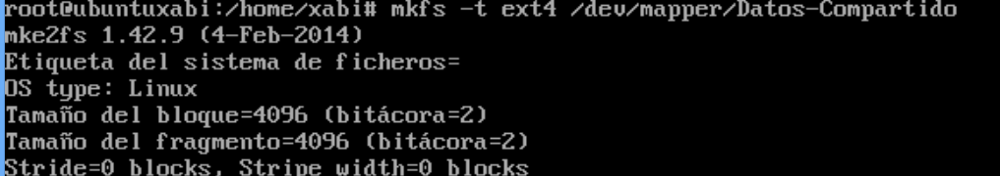 root@ubuntuxabi:/home/xabi# mkfs -t ext4 /dev/mapper/Datos-Compartido
mke2fs 1.42.9 (4-Feb-2014)
Etiqueta del sistema de ficheros=
OS type: Linux
Tamaño del bloque=4096 (bitácora=2)
Tamaño del fragmento=4096 (bitácora=2)
Stride=0 blocks, Stripe width=0 blocks